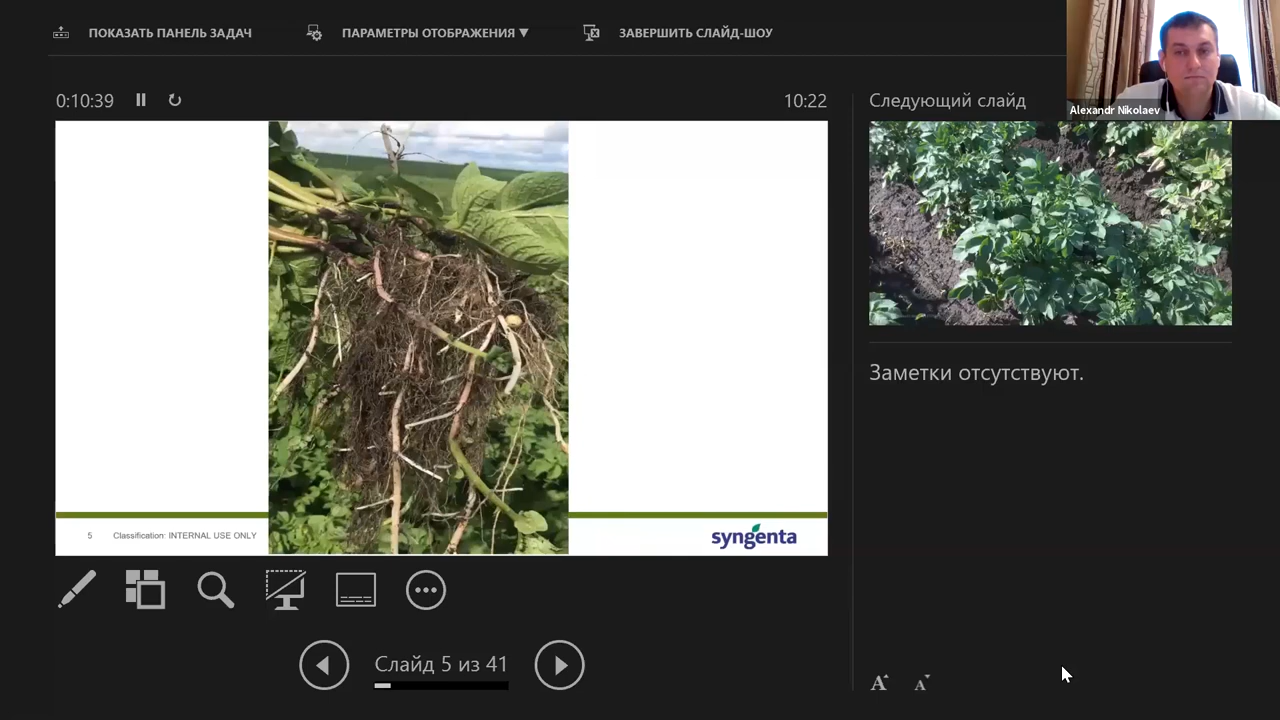 ПОКАЗАТЬ ПАНЕЛЬ ЗАДАЧ
ПАРАМЕТРЫ ОТОБРАЖЕНИЯ ▼
ЗАВЕРШИТЬ СЛАЙД-ШОУ
Alexandr Nikolaev
0:10:39
10:22
Следующий слайд
Заметки отсутствуют.
5
Classification: INTERNAL USE ONLY
syngenta
Слайд 5 из 41
A
A